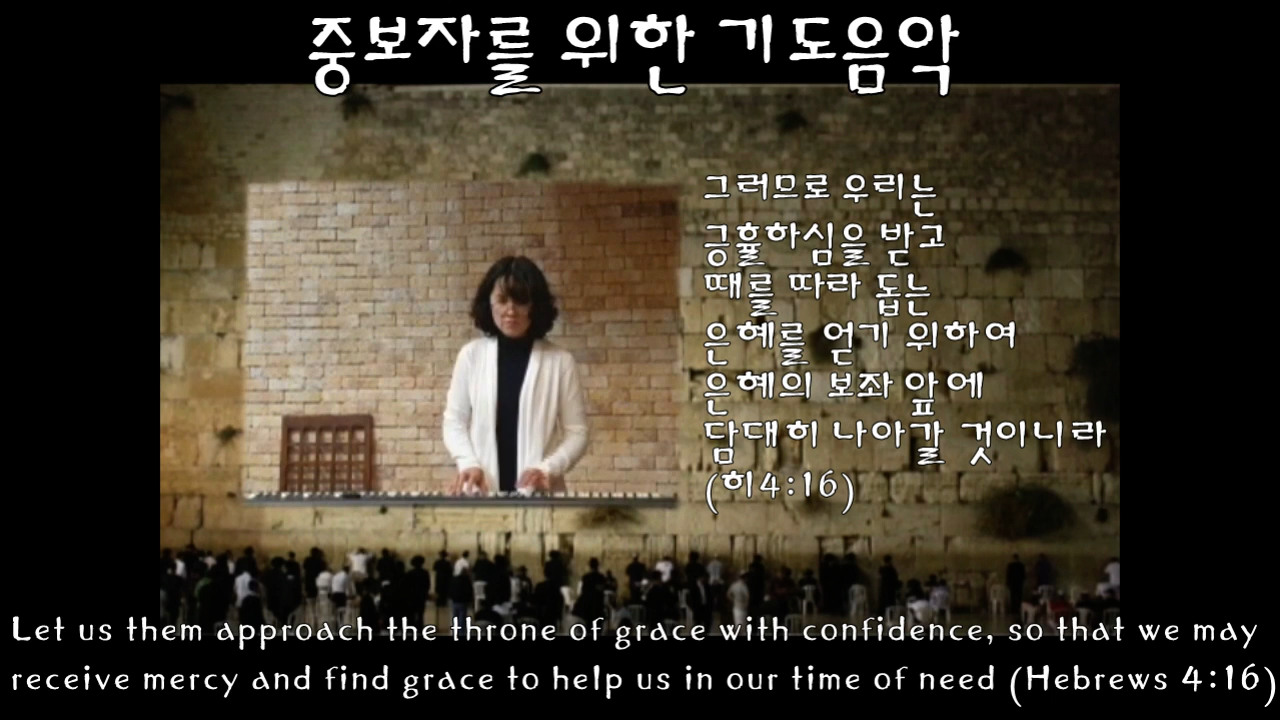 중보자를 위한 기도음악
그러므로 우리는
긍휼하심을 받고
때를 따라 돕는
은혜를 얻기 위하여
은혜의 보좌 앞에
담대히 나아갈 것이니라
(히4:16)
Let us them approach the throne of grace with confidence, so that we may
receive mercy and find grace to help us in our time of need (Hebrews 4:16)